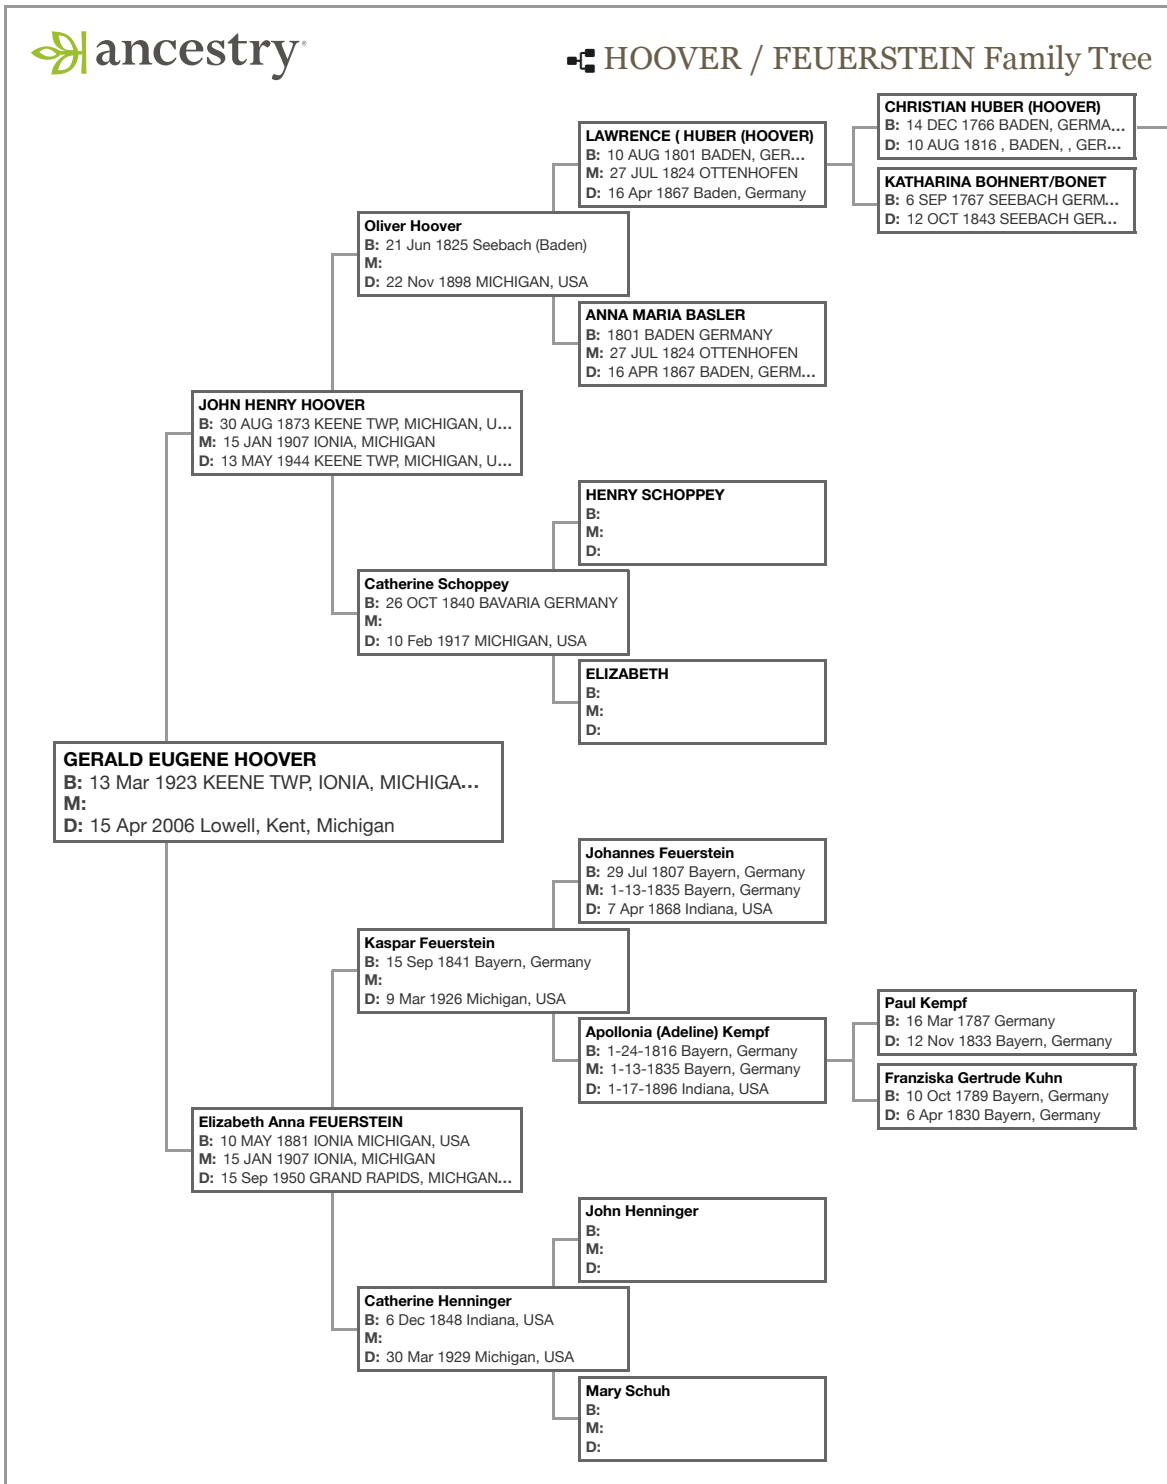 ancestry
HOOVER / FEUERSTEIN Family Tree
CHRISTIAN HUBER (HOOVER)
B: 14 DEC 1766 BADEN, GERMA...
D: 10 AUG 1816 , BADEN, , GER...
LAWRENCE ( HUBER (HOOVER)
B: 10 AUG 1801 BADEN, GER...
M: 27 JUL 1824 OTTENHOFEN
D: 16 Apr 1867 Baden, Germany
KATHARINA BOHNERT/BONET
B: 6 SEP 1767 SEEBACH GERM...
D: 12 OCT 1843 SEEBACH GER...
Oliver Hoover
B: 21 Jun 1825 Seebach (Baden)
M:
D: 22 Nov 1898 MICHIGAN, USA
ANNA MARIA BASLER
B: 1801 BADEN GERMANY
M: 27 JUL 1824 OTTENHOFEN
D: 16 APR 1867 BADEN, GERM...
JOHN HENRY HOOVER
B: 30 AUG 1873 KEENE TWP, MICHIGAN, U...
M: 15 JAN 1907 IONIA, MICHIGAN
D: 13 MAY 1944 KEENE TWP, MICHIGAN, U...
HENRY SCHOPPEY
B:
M:
D:
Catherine Schoppey
B: 26 OCT 1840 BAVARIA GERMANY
M:
D: 10 Feb 1917 MICHIGAN, USA
ELIZABETH
B:
M:
D:
GERALD EUGENE HOOVER
B: 13 Mar 1923 KEENE TWP, IONIA, MICHIGA...
M:
D: 15 Apr 2006 Lowell, Kent, Michigan
Johannes Feuerstein
B: 29 Jul 1807 Bayern, Germany
M: 1-13-1835 Bayern, Germany
D: 7 Apr 1868 Indiana, USA
Kaspar Feuerstein
B: 15 Sep 1841 Bayern, Germany
M:
D: 9 Mar 1926 Michigan, USA
Paul Kempf
B: 16 Mar 1787 Germany
D: 12 Nov 1833 Bayern, Germany
Apollonia (Adeline) Kempf
B: 1-24-1816 Bayern, Germany
M: 1-13-1835 Bayern, Germany
D: 1-17-1896 Indiana, USA
Franziska Gertrude Kuhn
B: 10 Oct 1789 Bayern, Germany
D: 6 Apr 1830 Bayern, Germany
Elizabeth Anna FEUERSTEIN
B: 10 MAY 1881 IONIA MICHIGAN, USA
M: 15 JAN 1907 IONIA, MICHIGAN
D: 15 Sep 1950 GRAND RAPIDS, MICHGAN...
John Henninger
B:
M:
D:
Catherine Henninger
B: 6 Dec 1848 Indiana, USA
M:
D: 30 Mar 1929 Michigan, USA
Mary Schuh
B:
M:
D: